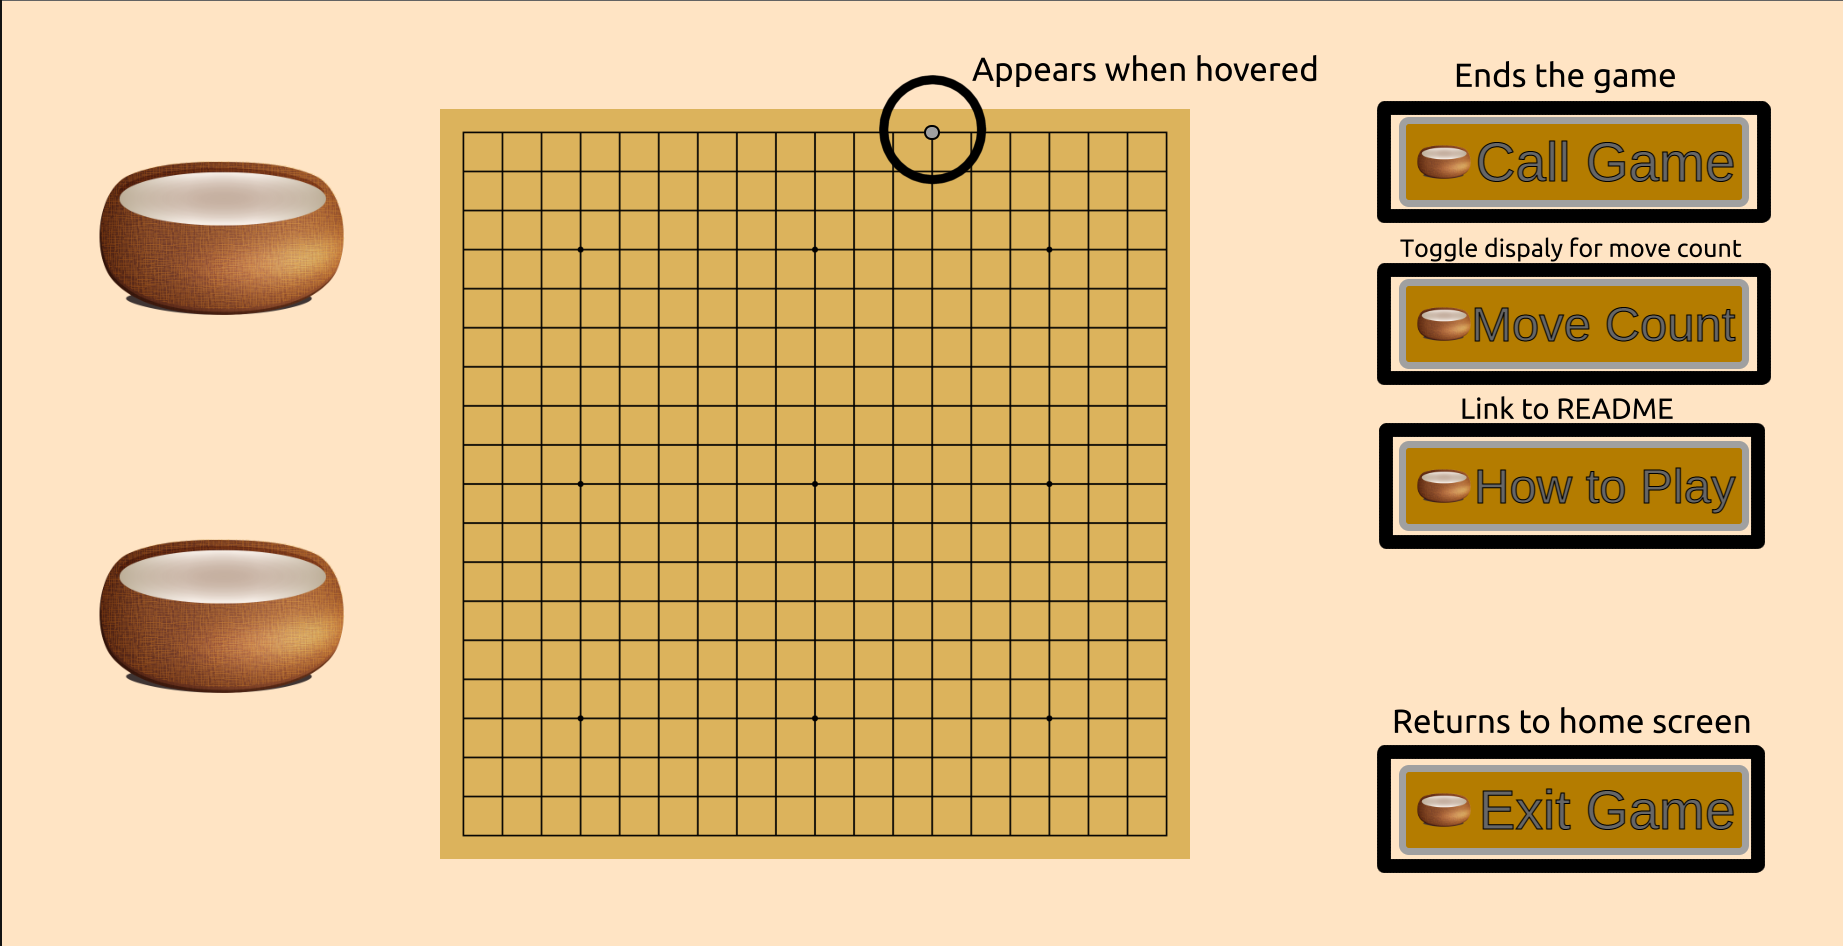 Appears when hovered
Ends the game
Call Game
Toggle dispaly for move count
Move Count
Link to README
How to Play
Returns to home screen
Exit Game